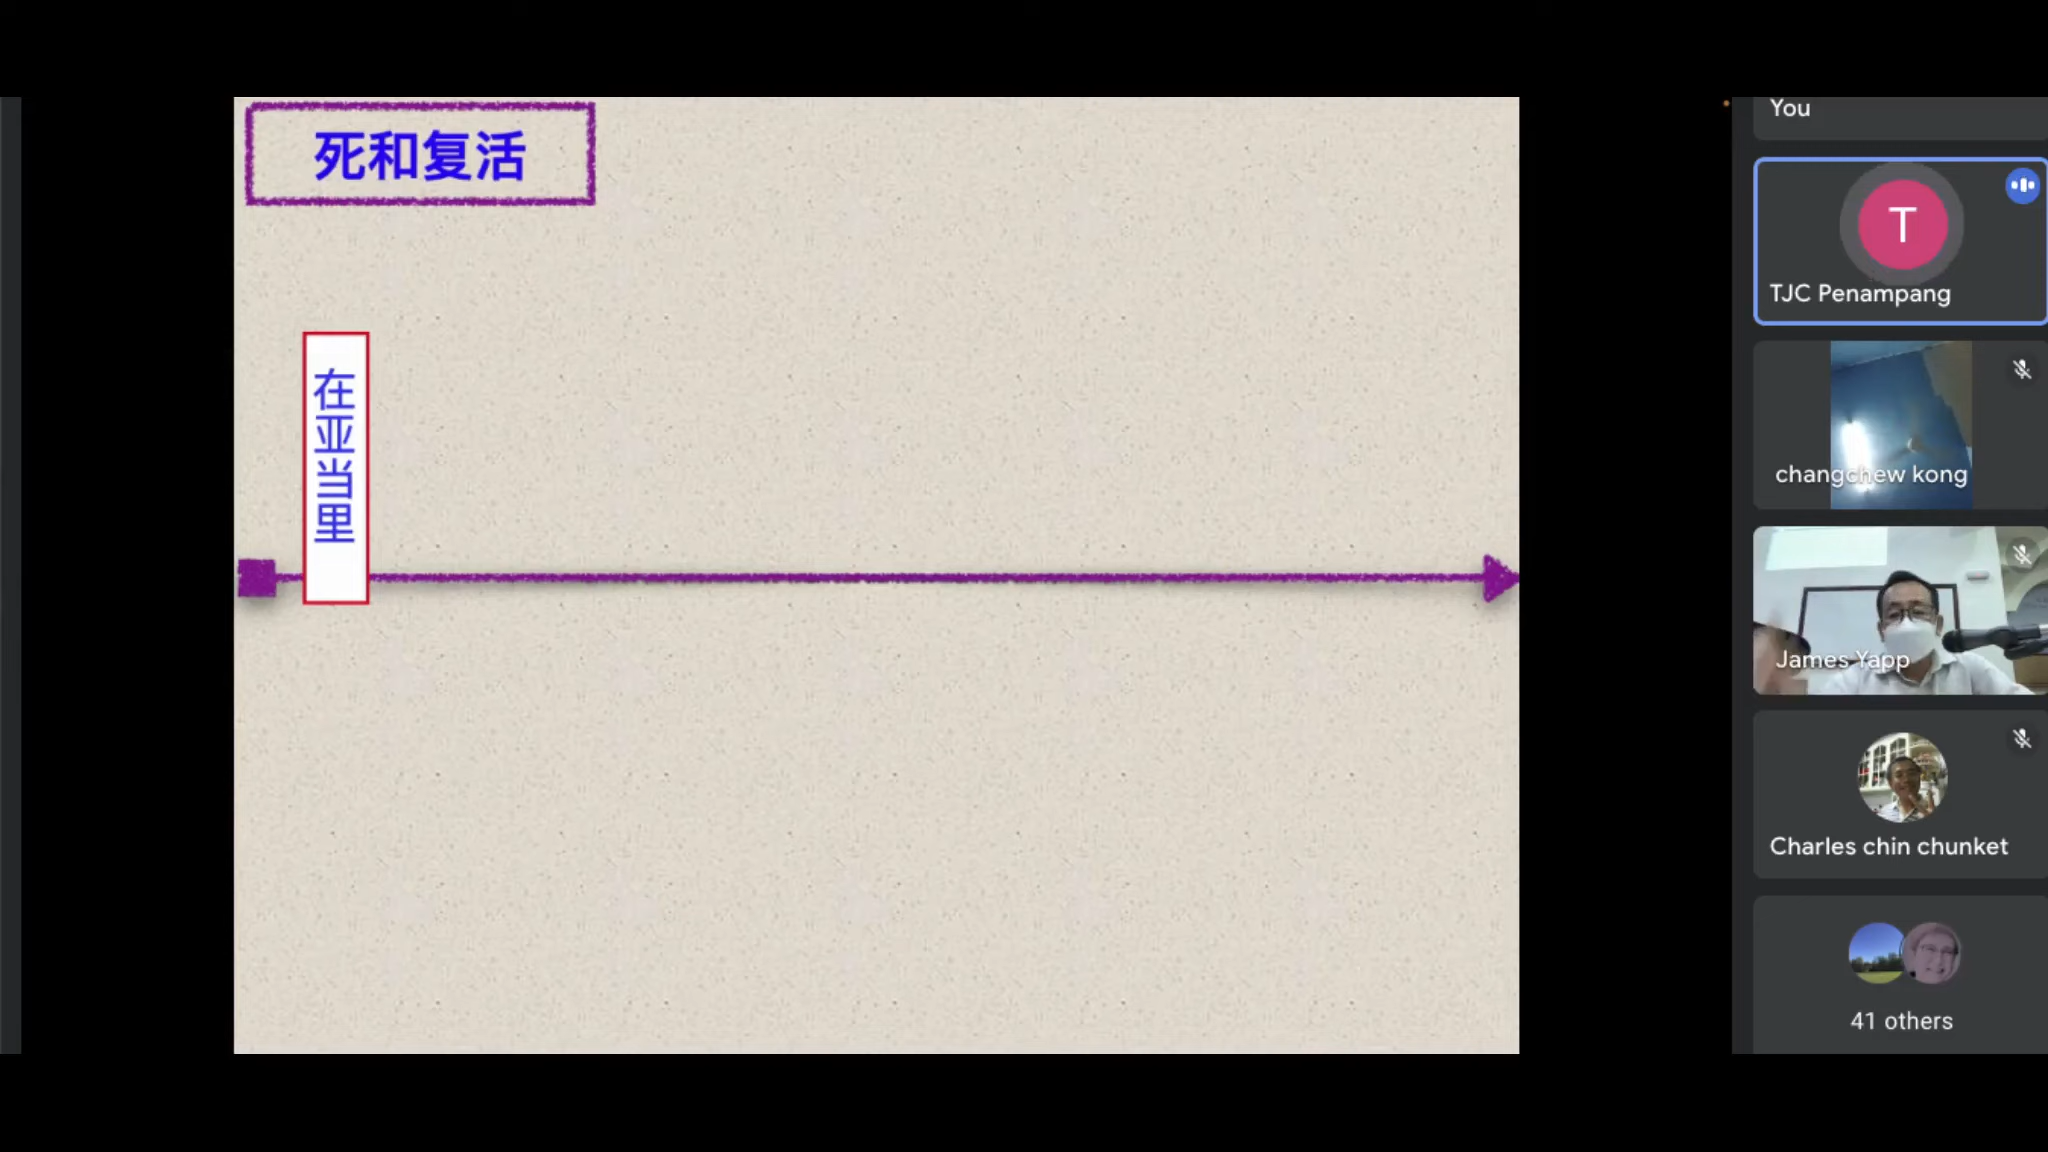 死和复活
在亚当里
You
T
TJC Penampang
changchew kong
James Yapp
Charles chin chunket
41 others